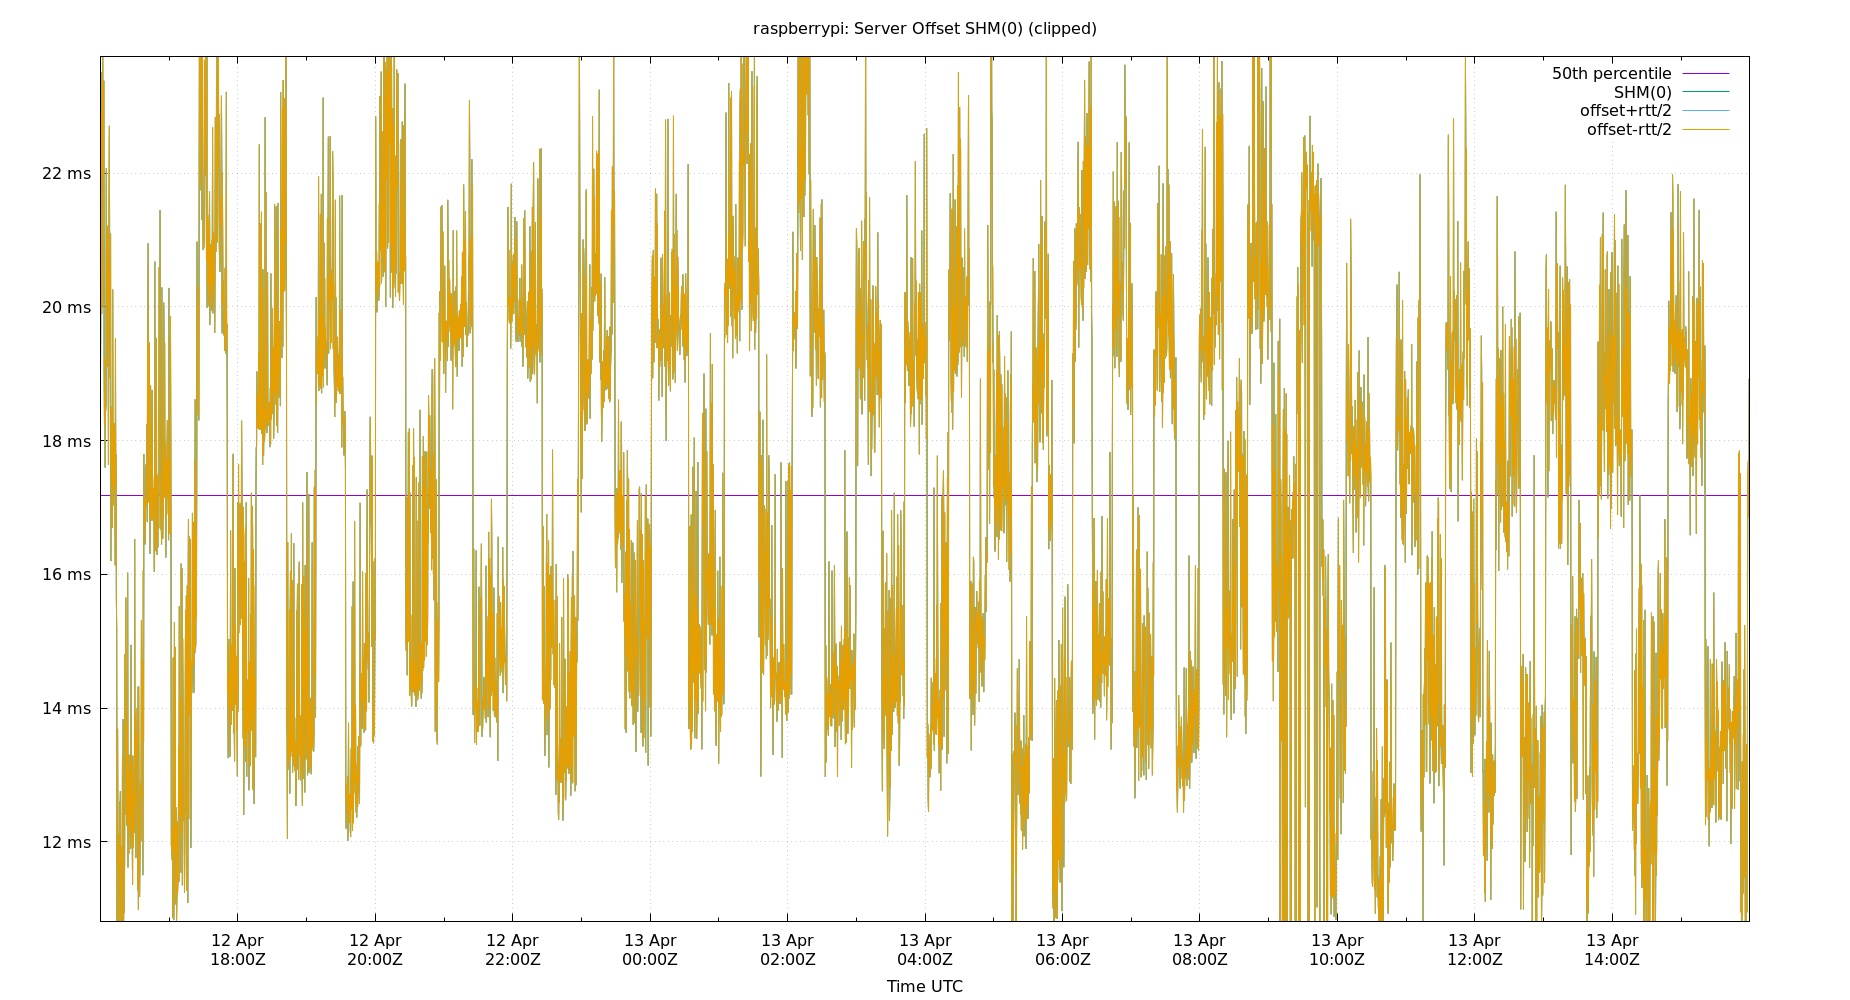 raspberrypi: Server Offset SHM(0) (clipped)
50th percentile
SHM(0)
offset+rtt/2
offset-rtt/2
22 ms
20 ms
18 ms
16 ms
14 ms
12 ms
12 Apr 12 Apr 12 Apr 13 Apr 13 Apr 13 Apr 13 Apr 13 Apr 13 Apr 13 Apr 13 Apr
18:00Z 20:00Z 22:00Z 00:00Z 02:00Z 04:00Z 06:00Z 08:00Z 10:00Z 12:00Z 14:00Z
Time UTC